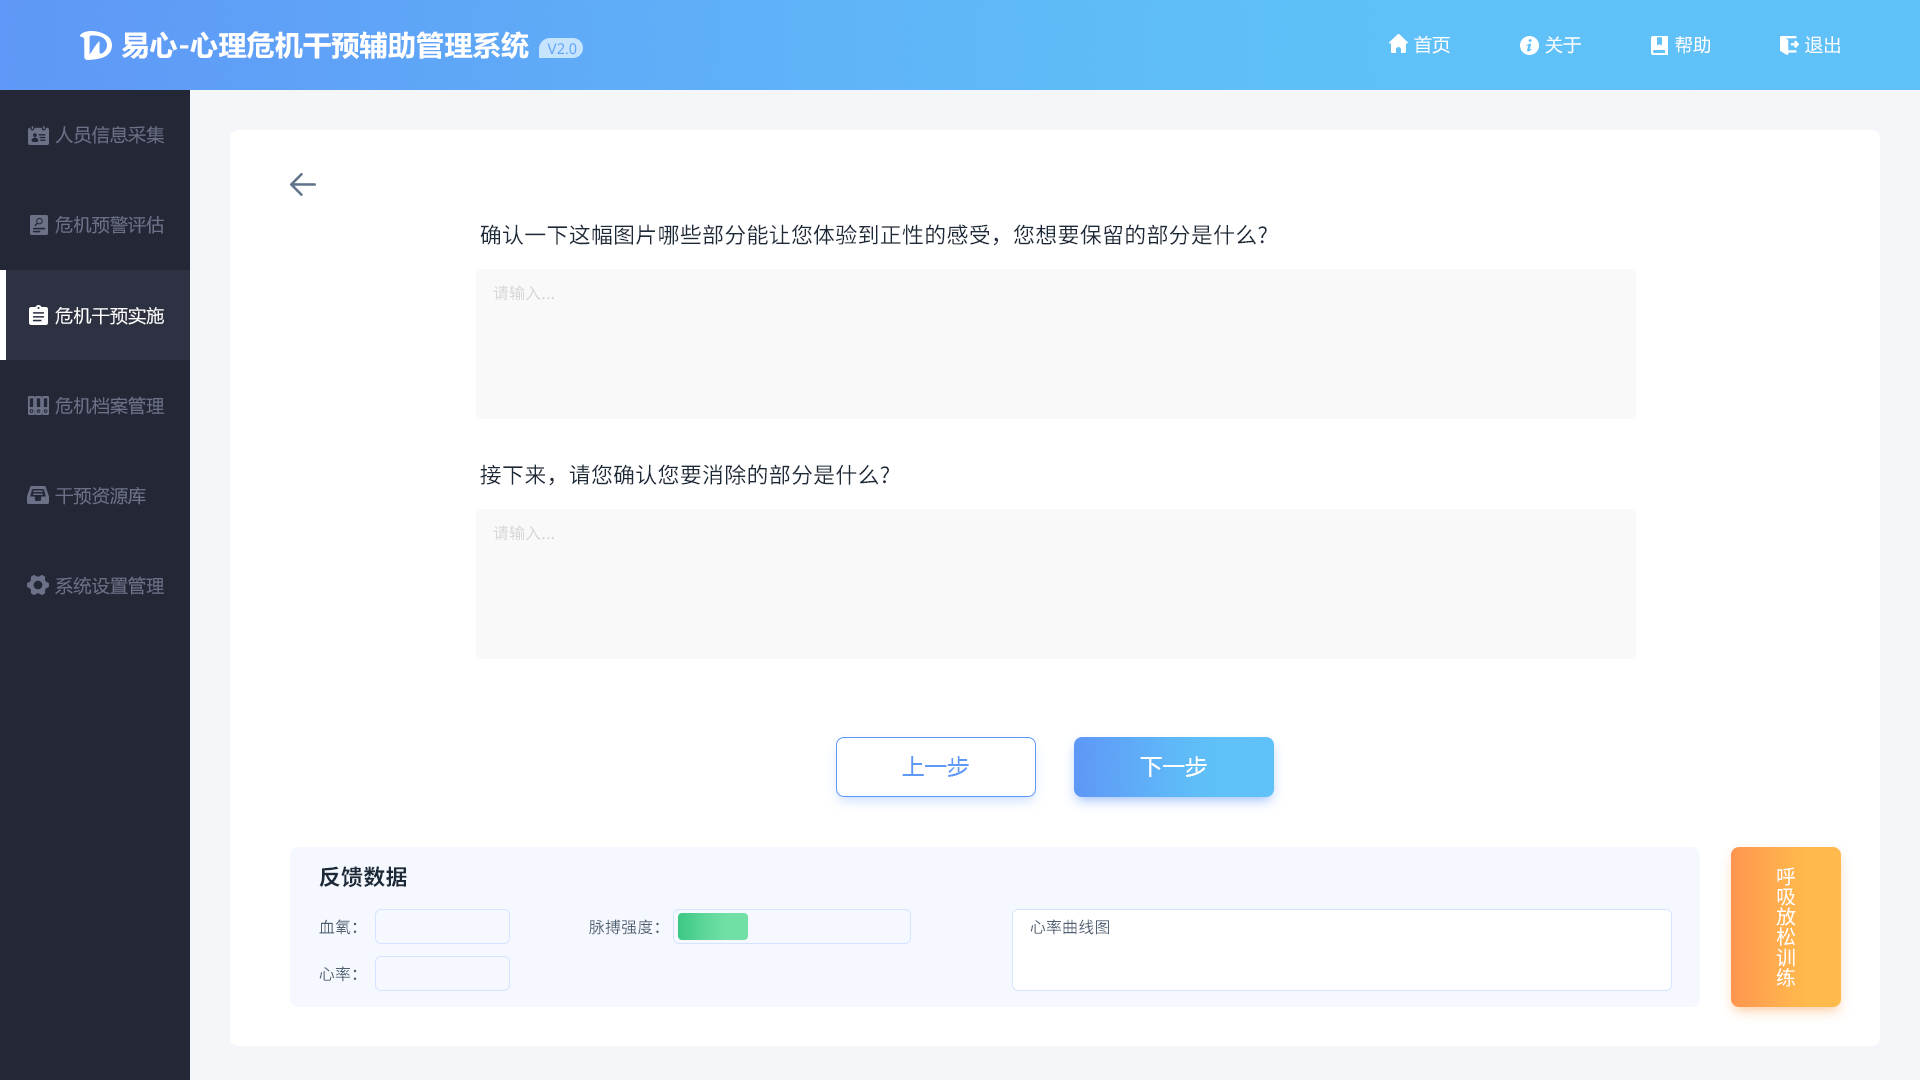 易心-心理危机干预辅助管理系统 V2.0
首页
关于
帮助
退出
人员信息采集
危机预警评估
危机干预实施
危机档案管理
干预资源库
系统设置管理
确认一下这幅图片哪些部分能让您体验到正性的感受，您想要保留的部分是什么？
请输入...
接下来，请您确认您要消除的部分是什么？
请输入...
上一步
下一步
反馈数据
血氧：
脉搏强度：
心率曲线图
心率：
呼吸放松训练